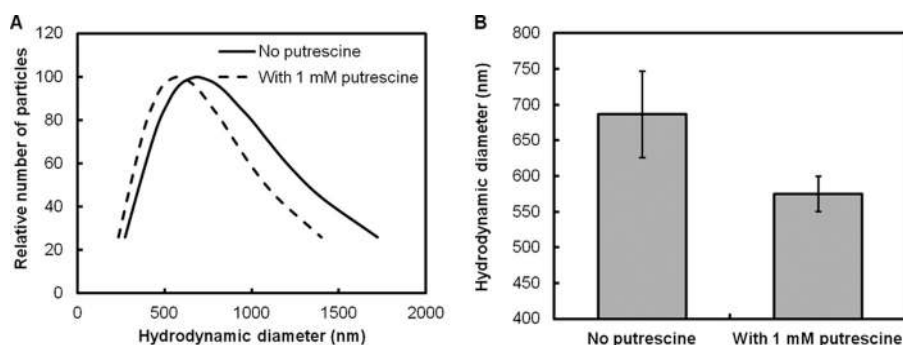 A
Relative number of particles
120
100
80
60
40
20
0
No putrescine
With 1 mM putrescine
0 500 1000 1500 2000
Hydrodynamic diameter (nm)
B
Hydrodynamic diameter (nm)
800
750
700
650
600
550
500
450
400
No putrescine With 1 mM putrescine